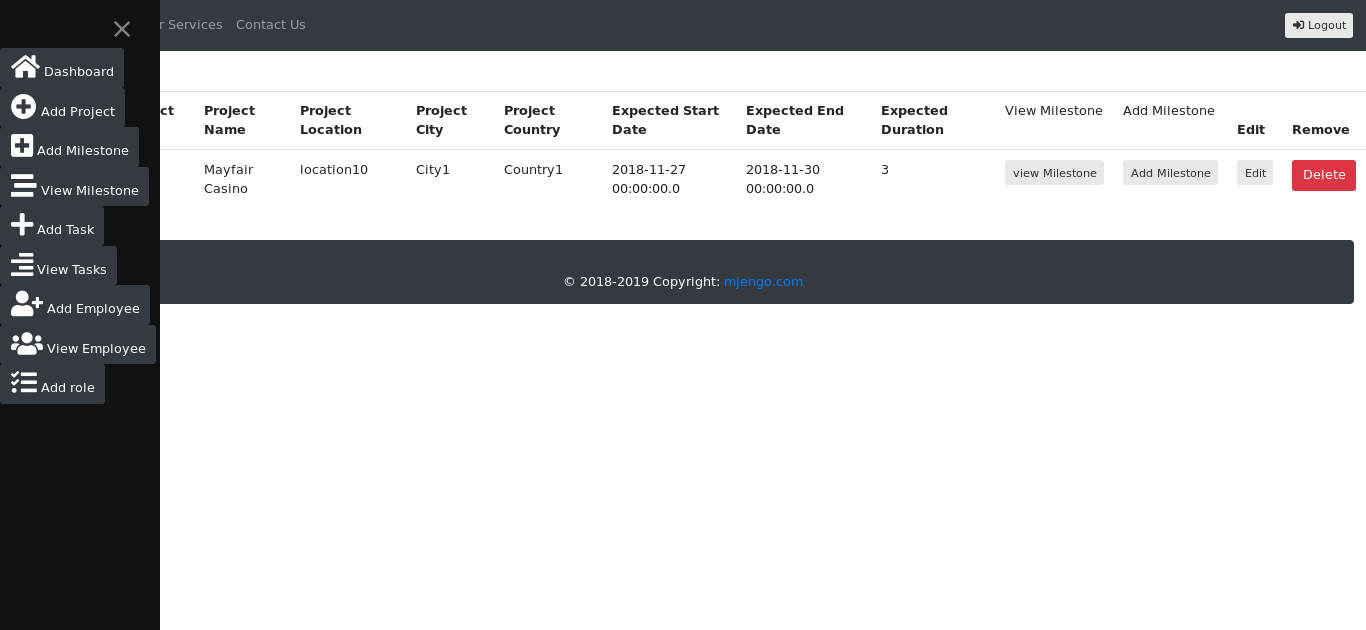 r Services Contact Us Logout
Dashboard
Add Project
Add Milestone
View Milestone
Add Task
View Tasks
Add Employee
View Employee
Add role
ct Project Project Project Project Expected Start Expected End Expected View Milestone Add Milestone
Name Location City Country Date Date Duration Edit Remove
Mayfair location10 City1 Country1 2018-11-27 2018-11-30 3 view Milestone Add Milestone Edit Delete
Casino 00:00:00.0 00:00:00.0
© 2018-2019 Copyright: mjengo.com